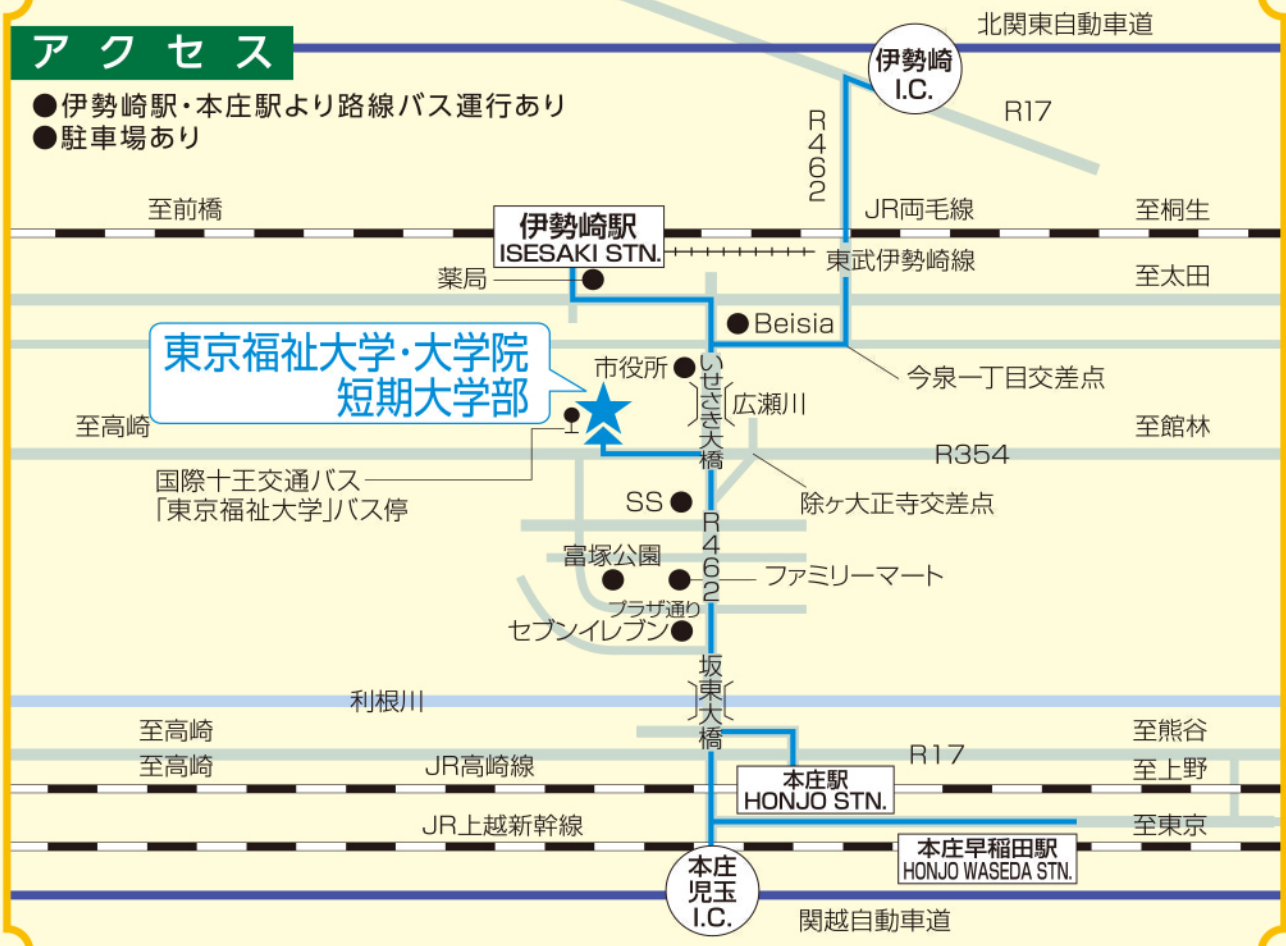 アクセス
北関東自動車道
伊勢崎
I.C.
●伊勢崎駅・本庄駅より路線バス運行あり
●駐車場あり
R17
R462
至前橋
伊勢崎駅
ISESAKI STN.
JR両毛線
至桐生
東武伊勢崎線
薬局
至太田
Beisia
東京福祉大学・大学院
短期大学部
市役所
いせさき大橋
広瀬川
今泉一丁目交差点
至高崎
至館林
R354
国際十王交通バス
「東京福祉大学」バス停
除ヶ大正寺交差点
SS
R462
富塚公園
ファミリーマート
プラザ通り
セブンイレブン
坂東大橋
利根川
至高崎
至熊谷
R17
至高崎
JR高崎線
至上野
本庄駅
HONJO STN.
JR上越新幹線
至東京
本庄早稲田駅
HONJO WASEDA STN.
本庄
児玉
I.C.
関越自動車道